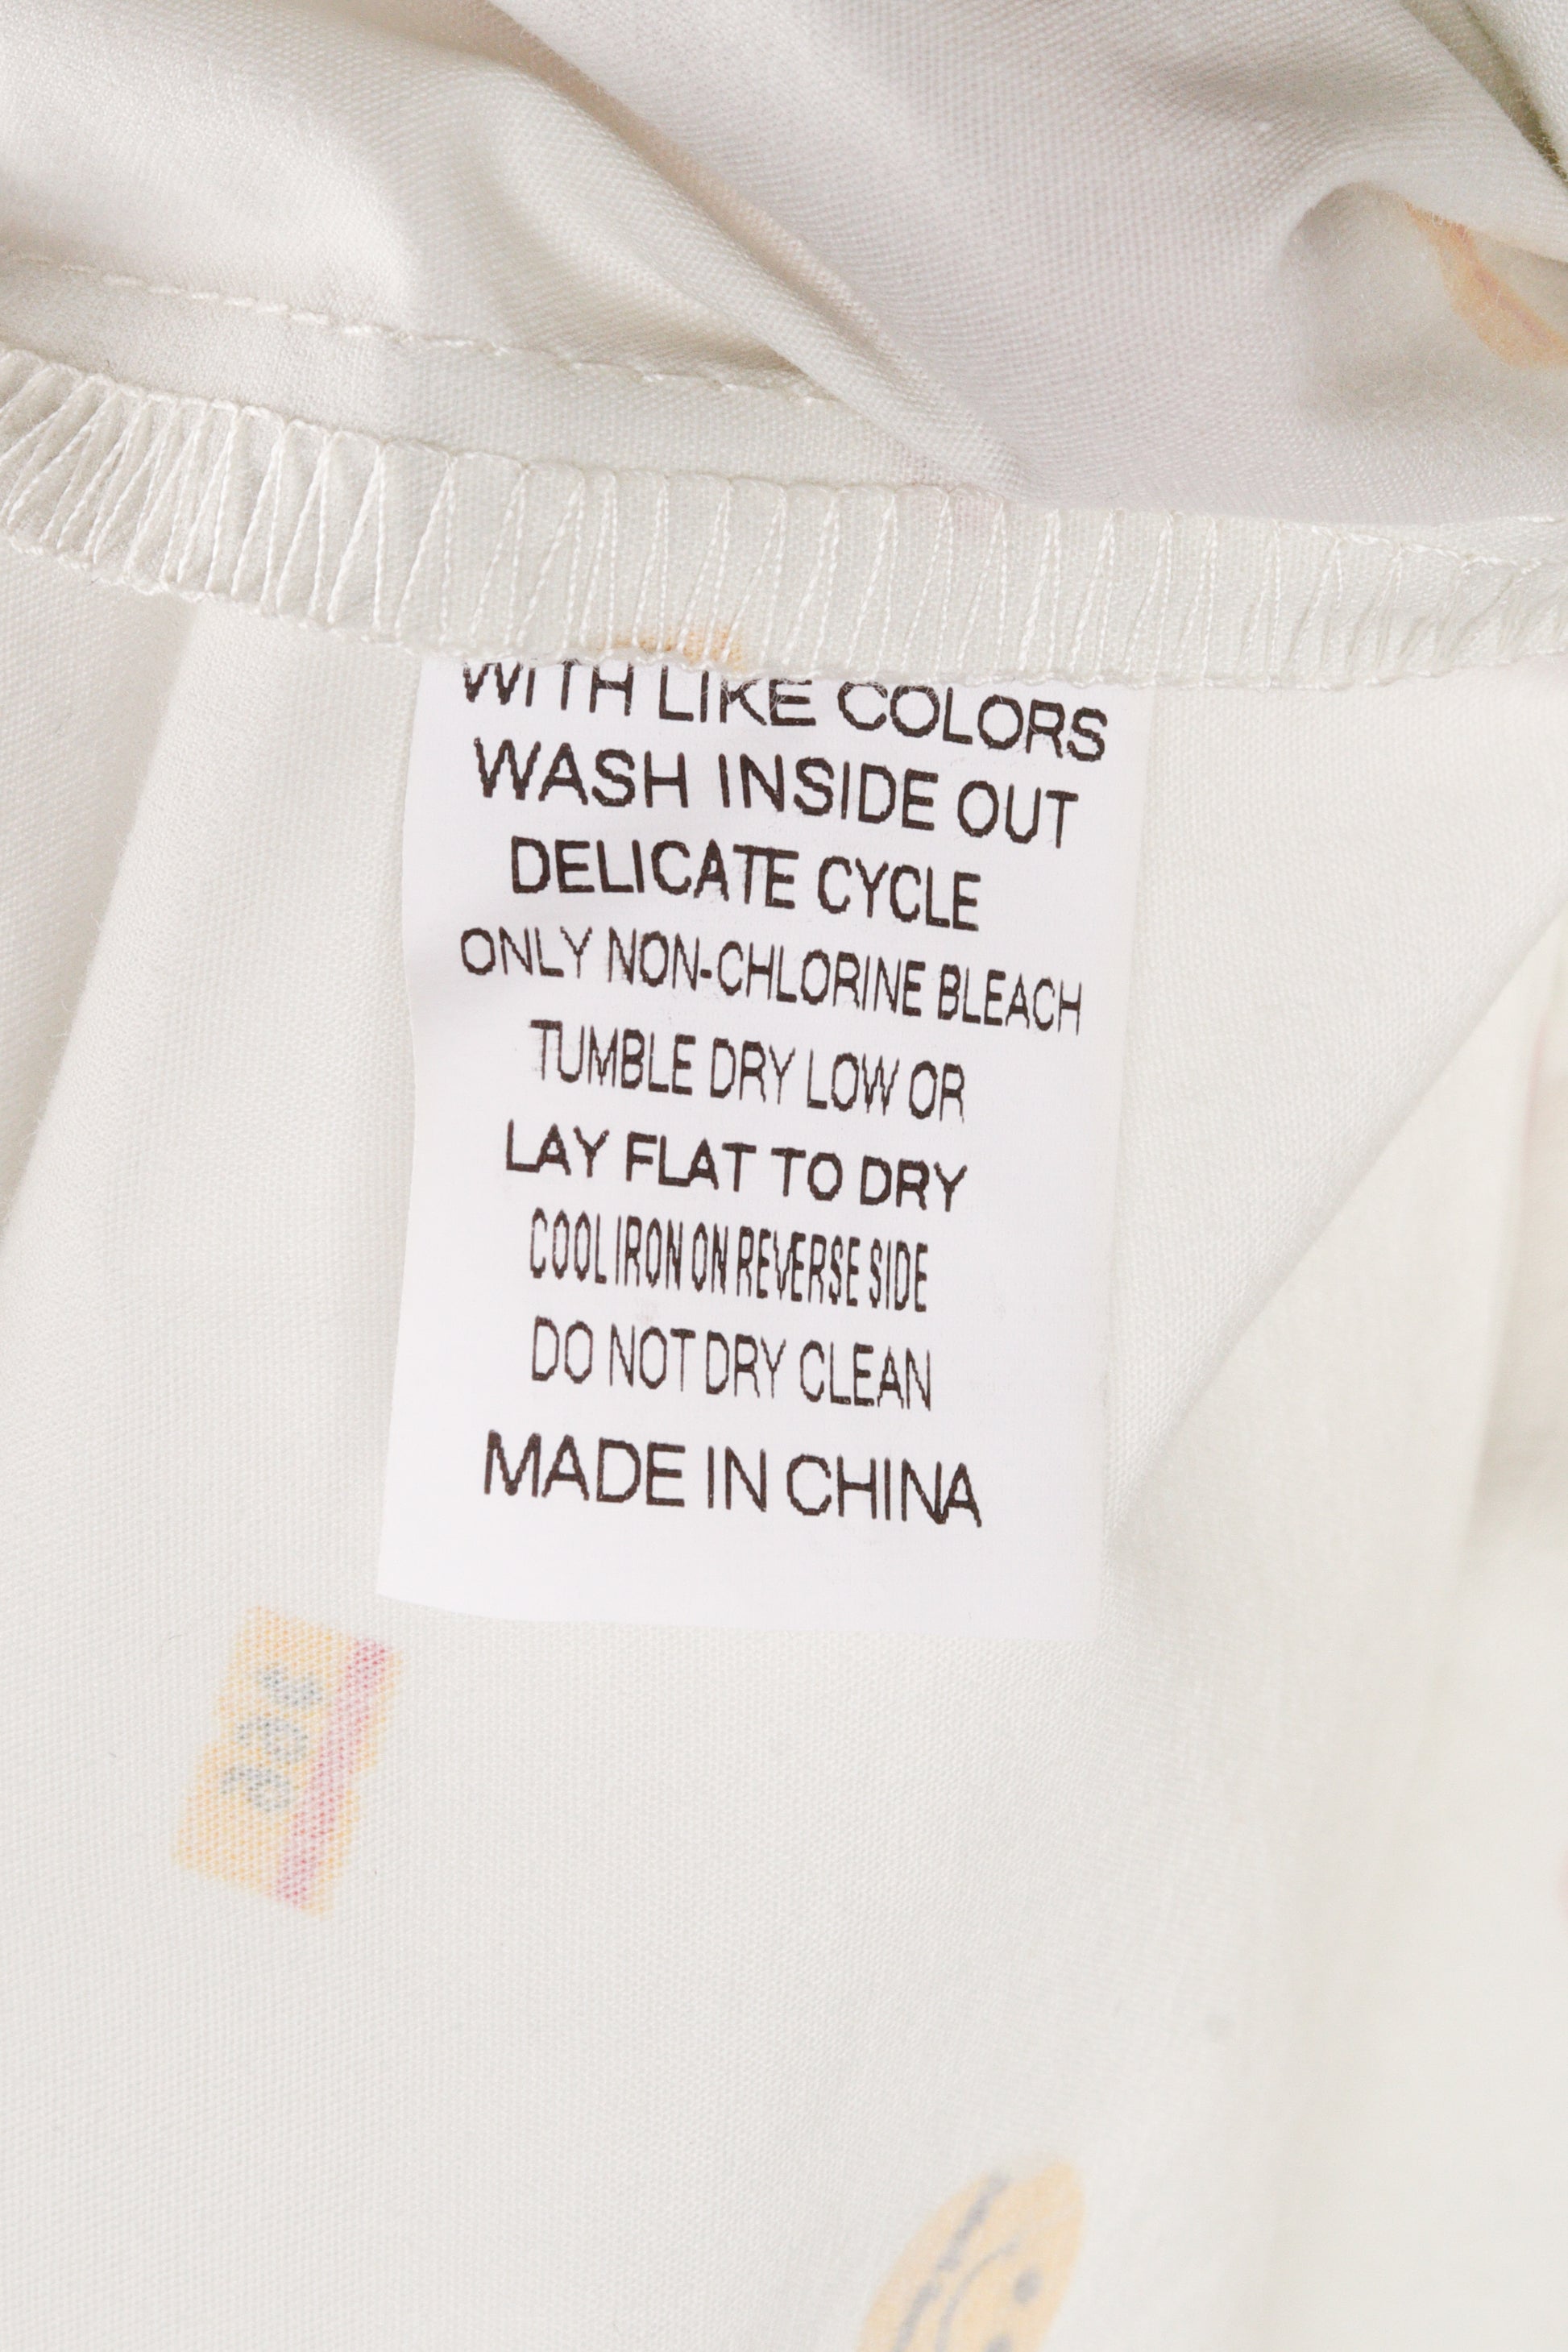 WITH LIKE COLORS
WASH INSIDE OUT
DELICATE CYCLE
ONLY NON-CHLORINE BLEACH
TUMBLE DRY LOW OR
LAY FLAT TO DRY
COOL IRON ON REVERSE SIDE
DO NOT DRY CLEAN
MADE IN CHINA